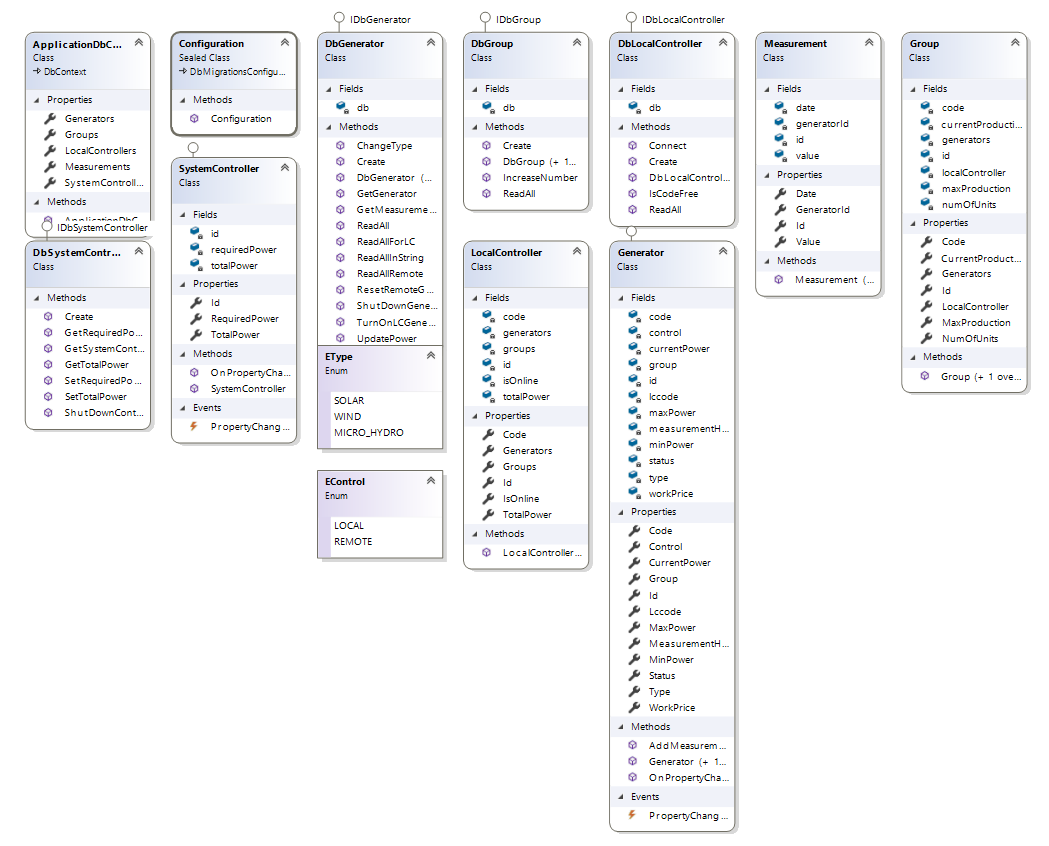 ApplicationDbC...
Class
DbContext
Properties
Generators
Groups
LocalControllers
Measurements
SystemControll...
Methods
ApplicationDbC
IDbSystemController
DbSystemContr...
Class
Methods
Create
GetRequiredPo...
GetSystemCont...
GetTotalPower
SetRequiredPo...
SetTotalPower
ShutDownCont...
Configuration
Sealed Class
DbMigrationsConfigu...
Methods
Configuration
SystemController
Class
Fields
id
requiredPower
totalPower
Properties
Id
RequiredPower
TotalPower
Methods
OnPropertyCha...
SystemController
Events
PropertyChang...
IDbGenerator
DbGenerator
Class
Fields
db
Methods
ChangeType
Create
DbGenerator (...
GetGenerator
GetMeasureme...
ReadAll
ReadAllForLC
ReadAllInString
ReadAllRemote
ResetRemoteG...
ShutDownGene...
TurnOnLCGene...
UpdatePower
EType
Enum
SOLAR
WIND
MICRO_HYDRO
EControl
Enum
LOCAL
REMOTE
IDbGroup
DbGroup
Class
Fields
db
Methods
Create
DbGroup (+ 1...
IncreaseNumber
ReadAll
LocalController
Class
Fields
code
generators
groups
id
isOnline
totalPower
Properties
Code
Generators
Groups
Id
IsOnline
TotalPower
Methods
LocalController...
IDbLocalController
DbLocalController
Class
Fields
db
Methods
Connect
Create
DbLocalControl...
IsCodeFree
ReadAll
Generator
Class
Fields
code
control
currentPower
group
id
lccode
maxPower
measurementH...
minPower
status
type
workPrice
Properties
Code
Control
CurrentPower
Group
Id
Lccode
MaxPower
MeasurementH...
MinPower
Status
Type
WorkPrice
Methods
AddMeasurem...
Generator (+ 1...
OnPropertyCha...
Events
PropertyChang...
Measurement
Class
Fields
date
generatorId
id
value
Properties
Date
GeneratorId
Id
Value
Methods
Measurement (...
Group
Class
Fields
code
currentProducti...
generators
id
localController
maxProduction
numOfUnits
Properties
Code
CurrentProduct...
Generators
Id
LocalController
MaxProduction
NumOfUnits
Methods
Group (+ 1 ove...